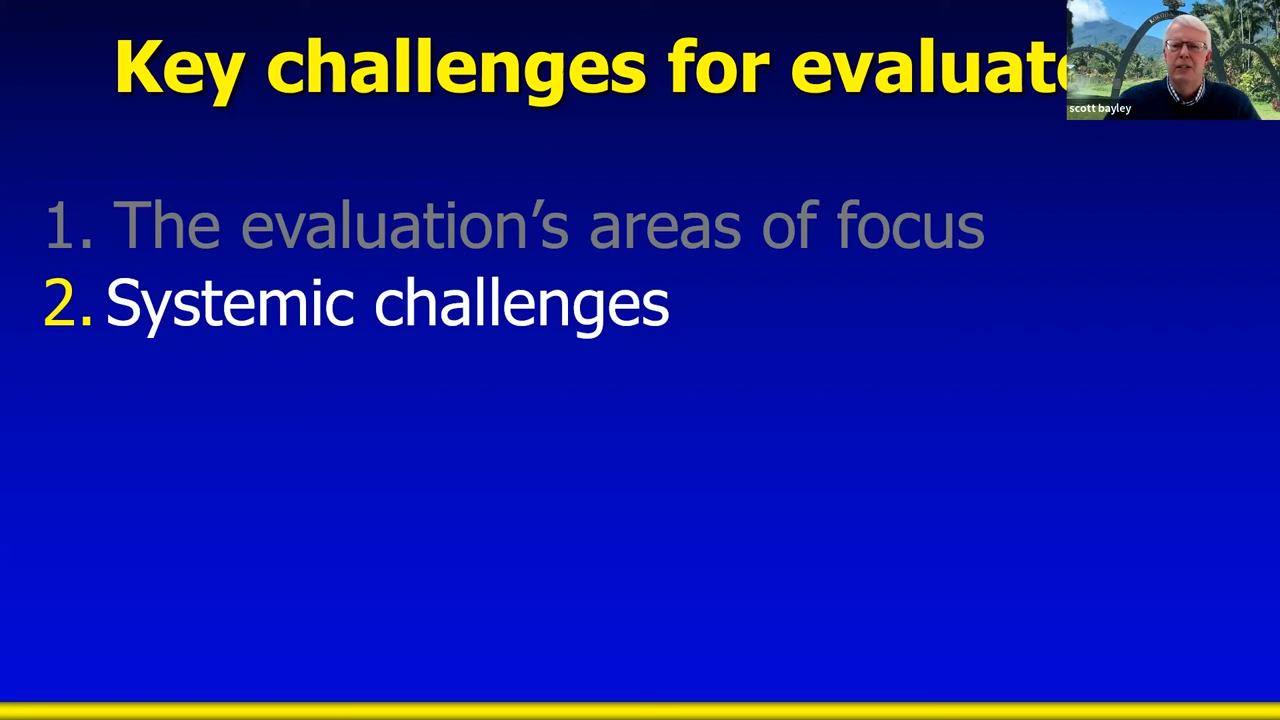 Key challenges for evaluat
scott bayley
1. The evaluation’s areas of focus
2. Systemic challenges